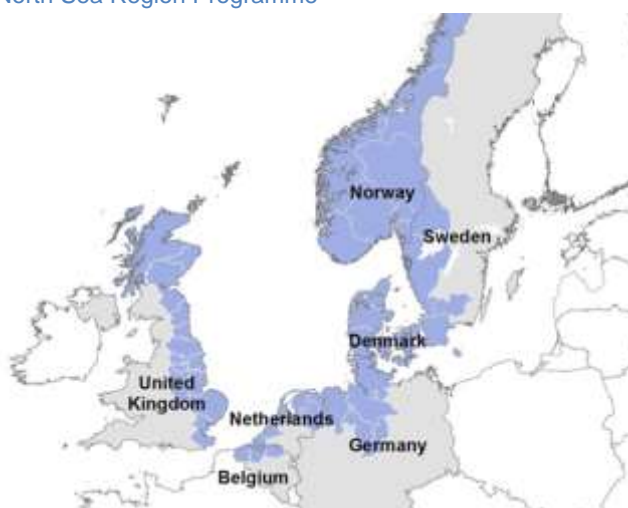 North Sea Region Programme
Norway
Sweden
Denmark
United
Kingdom
Netherlands
Germany
Belgium